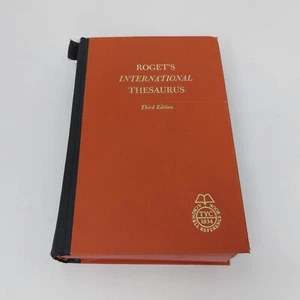 ROGET'S
INTERNATIONAL
THESAURUS
Third Edition
TYC
1834